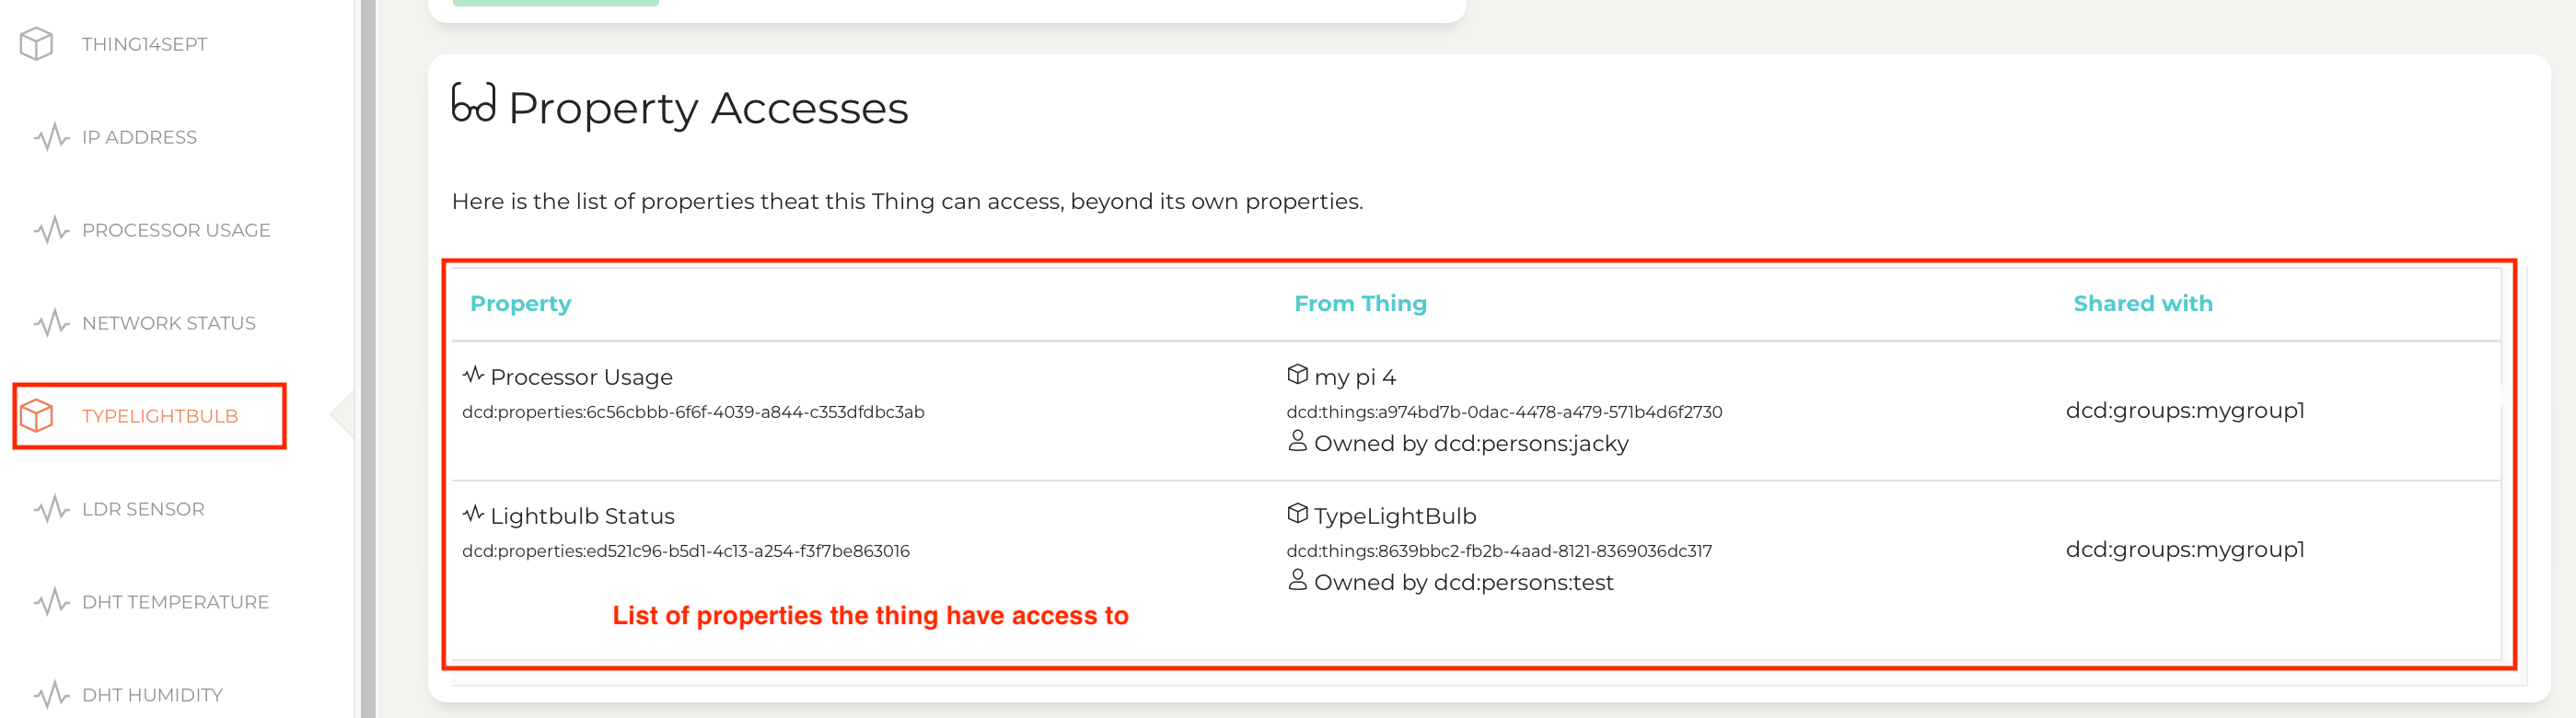 THING14SEPT
IP ADDRESS
PROCESSOR USAGE
NETWORK STATUS
TYPELIGHTBULB
LDR SENSOR
DHT TEMPERATURE
DHT HUMIDITY
Property Accesses
Here is the list of properties theat this Thing can access, beyond its own properties.
Property From Thing Shared with
Processor Usage my pi 4
dcd:properties:6c56cbbb-6f6f-4039-a844-c353dfdbc3ab dcd:things:a974bd7b-0dac-4478-a479-571b4d6f2730 dcd:groups:mygroup1
Owned by dcd:persons:jacky
Lightbulb Status TypeLightBulb
dcd:properties:ed521c96-b5d1-4c13-a254-f3f7be863016 dcd:things:8639bbc2-fb2b-4aad-8121-8369036dc317 dcd:groups:mygroup1
Owned by dcd:persons:test
List of properties the thing have access to